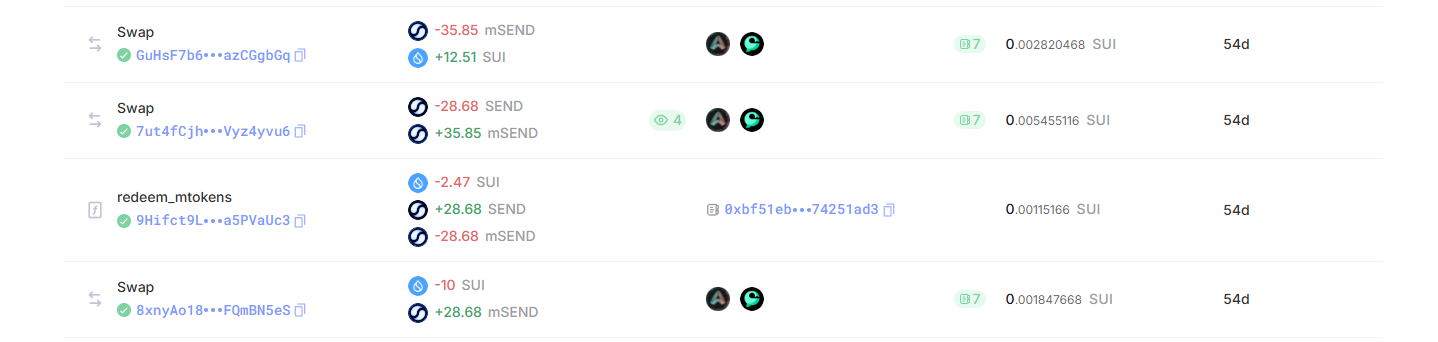 Swap
-35.85 mSEND
GuHsF7b6•••azCGgbGq
+12.51 SUI
7
0.002820468 SUI
54d
Swap
-28.68 SEND
7ut4fCjh•••Vyz4yvu6
+35.85 mSEND
4
7
0.005455116 SUI
54d
redeem_mtokens
-2.47 SUI
9Hifct9L•••a5PVaUc3
+28.68 SEND
-28.68 mSEND
0xbf51eb•••74251ad3
0.00115166 SUI
54d
Swap
-10 SUI
8xnyAo18•••FQmBN5eS
+28.68 mSEND
7
0.001847668 SUI
54d